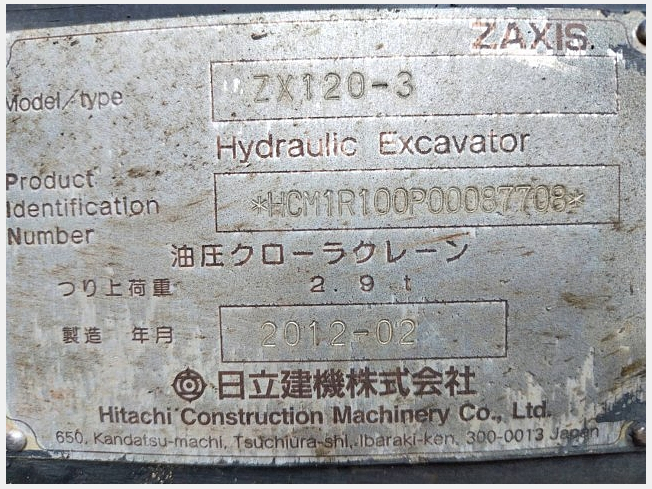 ZAXIS
Model/type ZX120-3
Hydraulic Excavator
Product
Identification
Number
*HCM1R100P00087708*
油圧クローラクレーン
つり上荷重 2.9 t
製造 年月 2012-02
日立建機株式会社
Hitachi Construction Machinery Co., Ltd.
650, Kandatsu-machi, Tsuchiura-shi, Ibaraki-ken, 300-0013 Japan